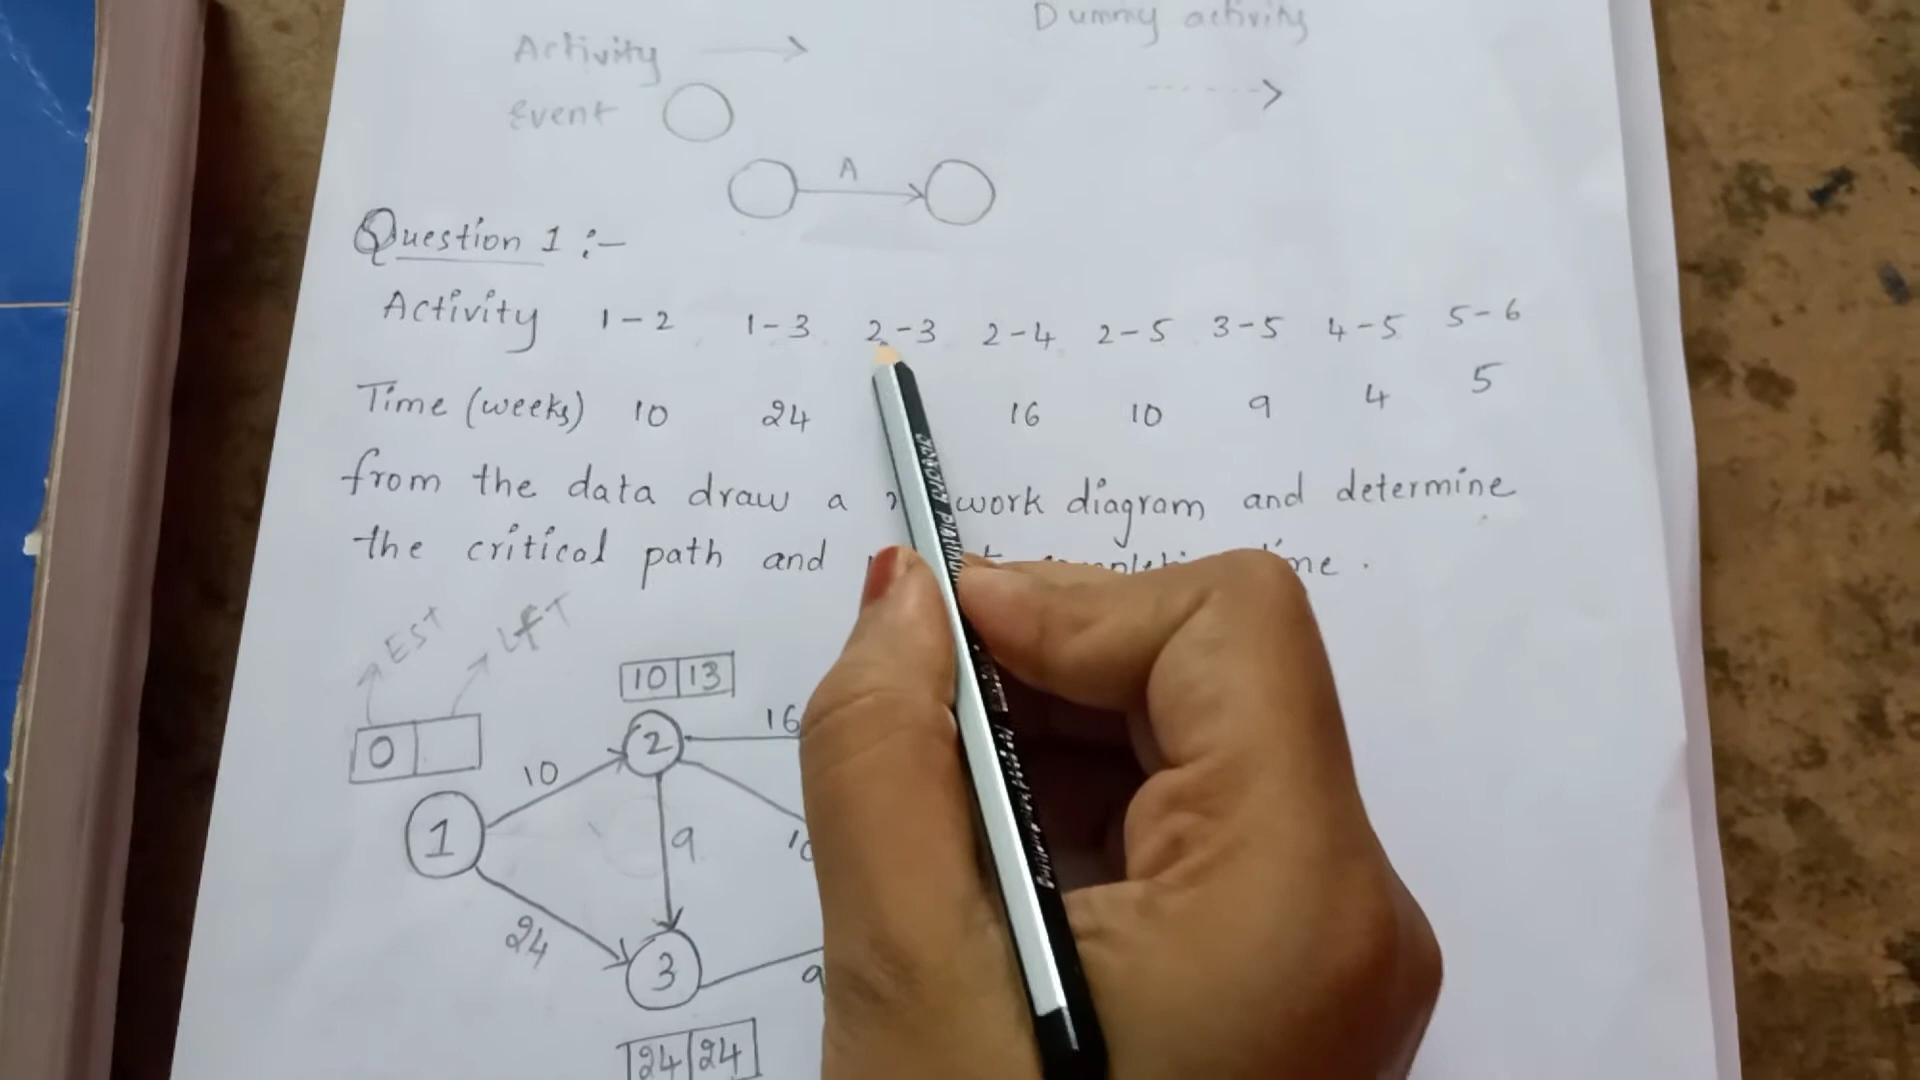 Dummy activity
Activity
Event
A
Question 1 :-
Activity 1-2 1-3 2-3 2-4 2-5 3-5 4-5 5-6
Time (weeks) 10 24 16 10 9 4 5
from the data draw a work diagram and determine
the critical path and
EST LFT
10 13
0
2 16
10
1
9
24
3
9
24 24